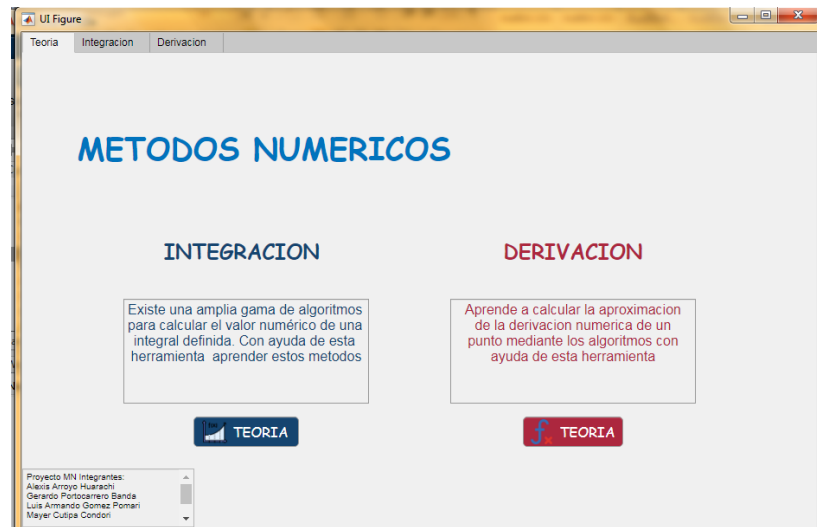 UI Figure
Teoria Integracion Derivacion
METODOS NUMERICOS
INTEGRACION
Existe una amplia gama de algoritmos
para calcular el valor numérico de una
integral definida. Con ayuda de esta
herramienta aprender estos metodos
TEORIA
DERIVACION
Aprende a calcular la aproximacion
de la derivacion numerica de un
punto mediante los algoritmos con
ayuda de esta herramienta
TEORIA
Proyecto MN Integrantes:
Alexis Arroyo Huarachi
Gerardo Portocarrero Banda
Luis Armando Gomez Pomari
Mayer Cutipa Condori